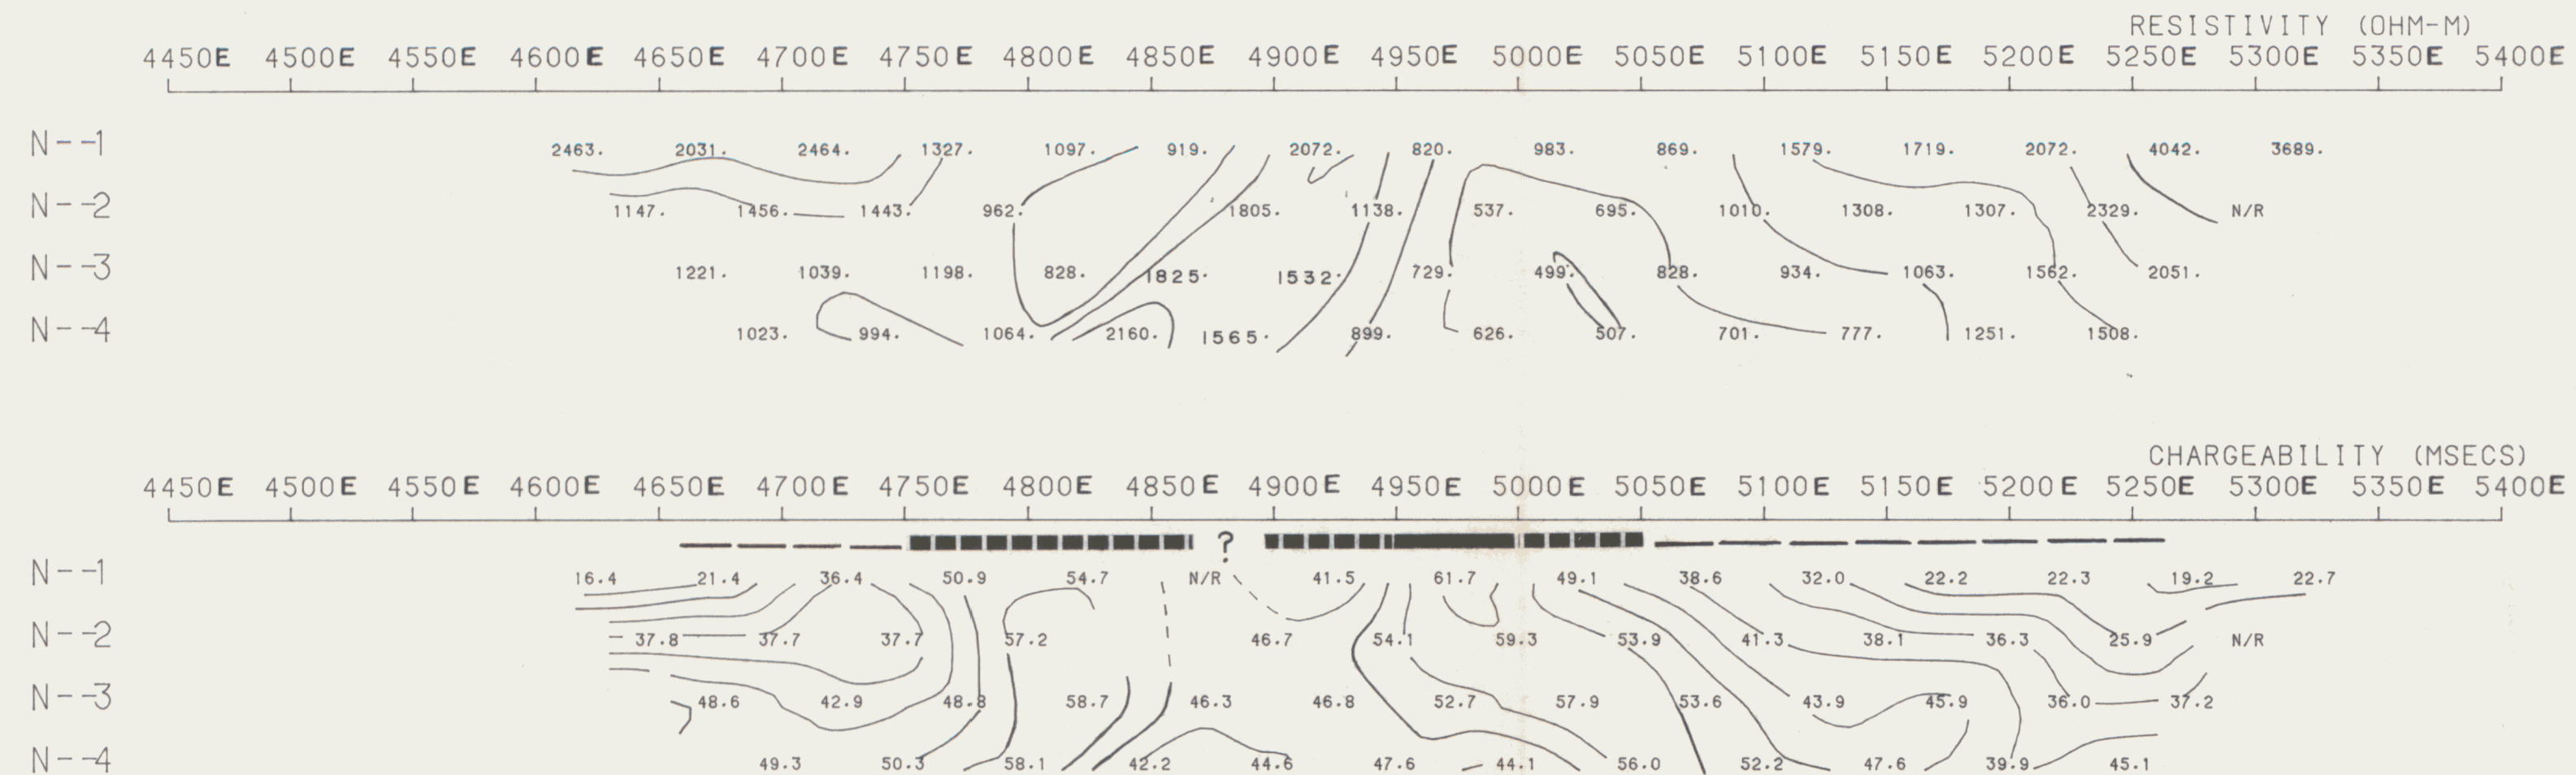 RESISTIVITY (OHM-M)
4450E 4500E 4550E 4600E 4650E 4700E 4750E 4800E 4850E 4900E 4950E 5000E 5050E 5100E 5150E 5200E 5250E 5300E 5350E 5400E
N--1 2463. 2031. 2464. 1327. 1097. 919. 2072. 820. 983. 869. 1579. 1719. 2072. 4042. 3689.
N--2 1147. 1456. 1443. 962. 1805. 1138. 537. 695. 1010. 1308. 1307. 2329. N/R
N--3 1221. 1039. 1198. 828. 1825. 1532. 729. 499. 828. 934. 1063. 1562. 2051.
N--4 1023. 994. 1064. 2160. 1565. 899. 626. 507. 701. 777. 1251. 1508.
CHARGEABILITY (MSECS)
4450E 4500E 4550E 4600E 4650E 4700E 4750E 4800E 4850E 4900E 4950E 5000E 5050E 5100E 5150E 5200E 5250E 5300E 5350E 5400E
?
N--1 16.4 21.4 36.4 50.9 54.7 N/R 41.5 61.7 49.1 38.6 32.0 22.2 22.3 19.2 22.7
N--2 37.8 37.7 37.7 57.2 46.7 54.1 59.3 53.9 41.3 38.1 36.3 25.9 N/R
N--3 48.6 42.9 48.8 58.7 46.3 46.8 52.7 57.9 53.6 43.9 45.9 36.0 37.2
N--4 49.3 50.3 58.1 42.2 44.6 47.6 44.1 56.0 52.2 47.6 39.9 45.1